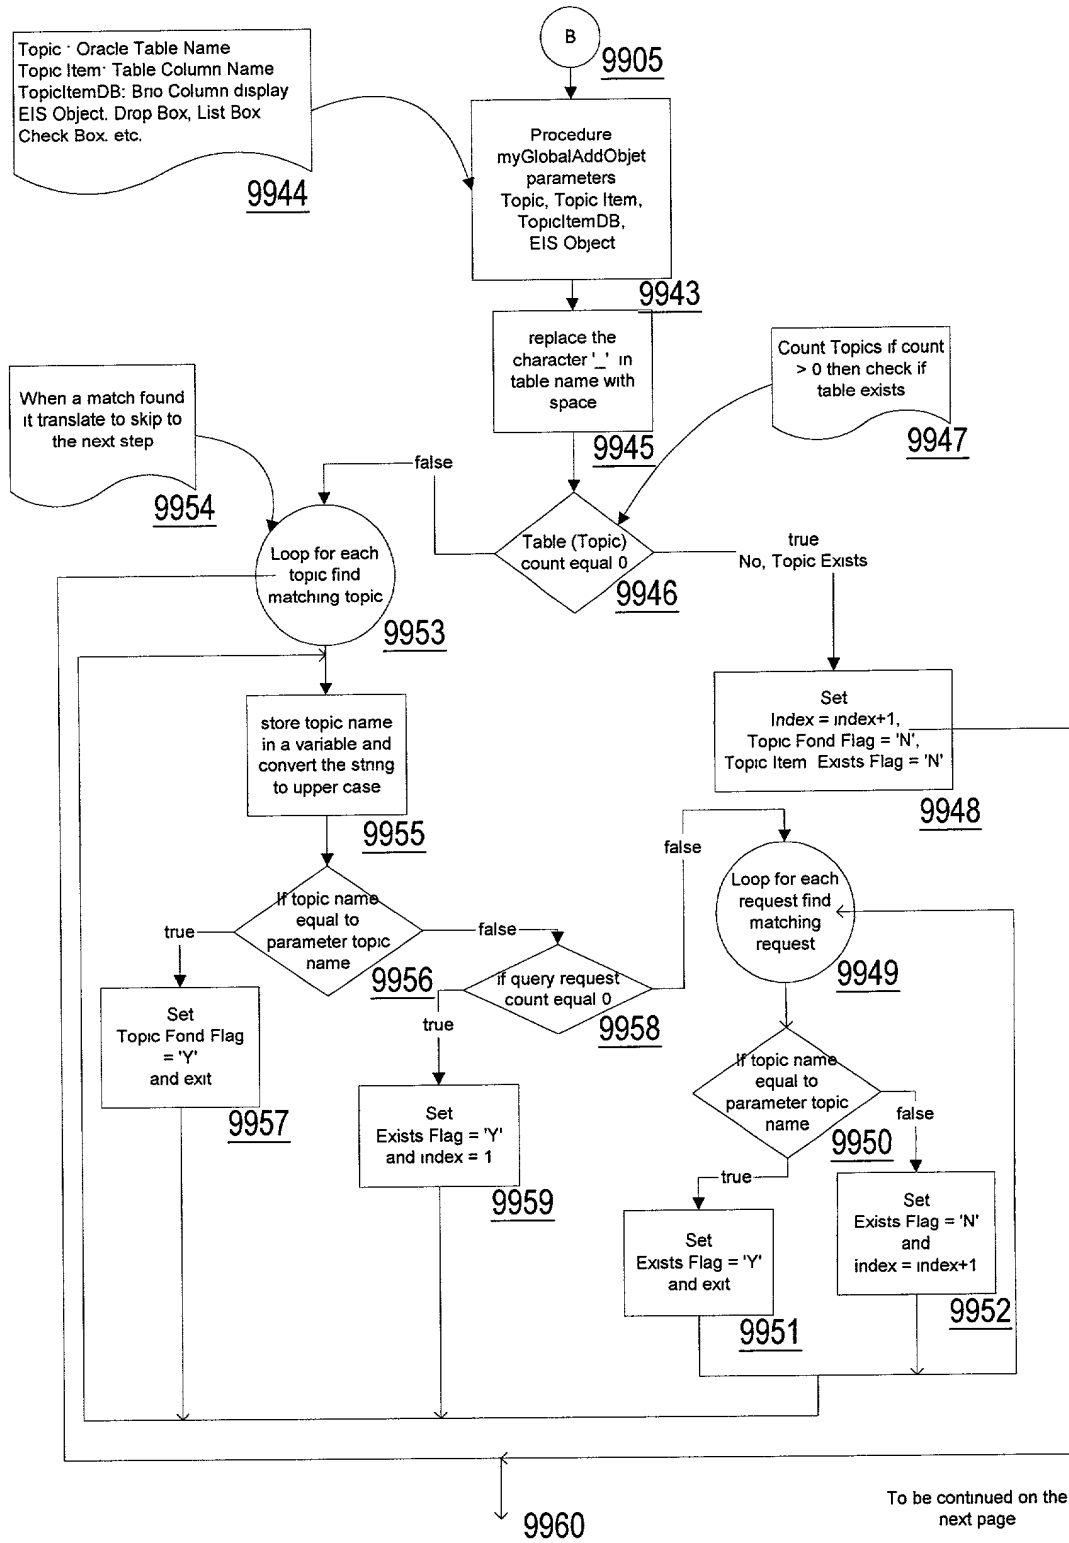 B
9905
Topic · Oracle Table Name
Topic Item· Table Column Name
TopicItemDB: Brio Column display
EIS Object. Drop Box, List Box
Check Box. etc.
9944
Procedure
myGlobalAddObjet
parameters
Topic, Topic Item,
TopicItemDB,
EIS Object
9943
replace the
character '_' in
table name with
space
9945
Count Topics if count
> 0 then check if
table exists
9947
When a match found
it translate to skip to
the next step
9954
false
Table (Topic)
count equal 0
9946
true
No, Topic Exists
Loop for each
topic find
matching topic
9953
store topic name
in a variable and
convert the string
to upper case
9955
Set
Index = index+1,
Topic Fond Flag = 'N',
Topic Item Exists Flag = 'N'
9948
false
Loop for each
request find
matching
request
9949
If topic name
equal to
parameter topic
name
9956
true
false
if query request
count equal 0
9958
true
Set
Topic Fond Flag
= 'Y'
and exit
9957
Set
Exists Flag = 'Y'
and index = 1
9959
If topic name
equal to
parameter topic
name
9950
false
true
Set
Exists Flag = 'Y'
and exit
9951
Set
Exists Flag = 'N'
and
index = index+1
9952
To be continued on the
next page
9960